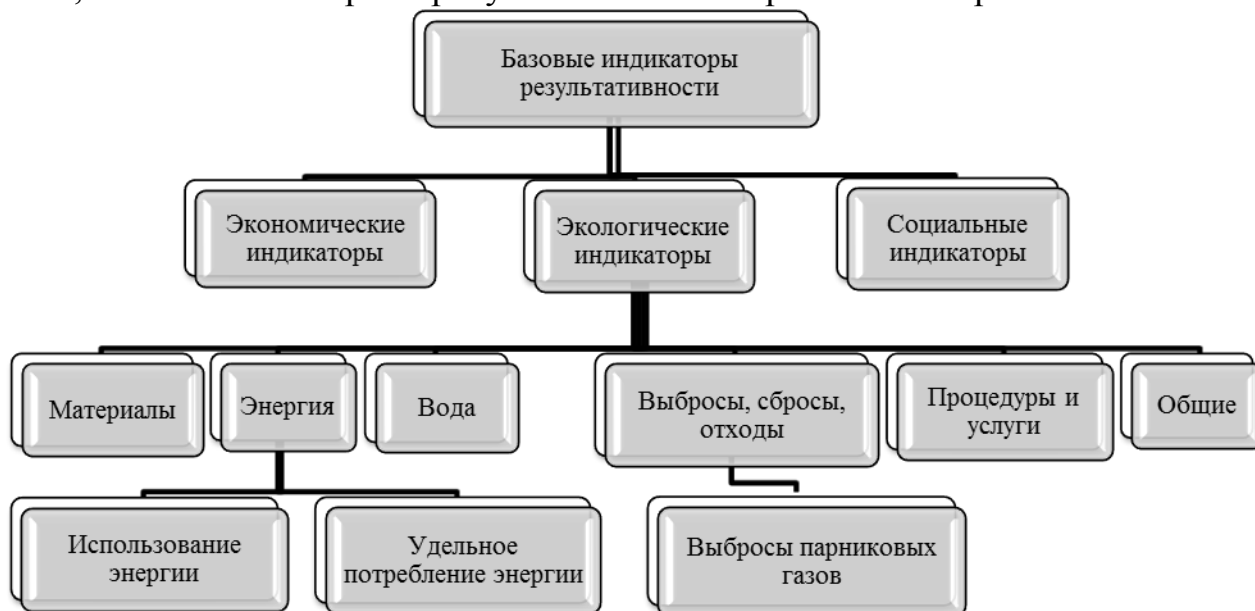 Базовые индикаторы
результативности
Экономические
индикаторы
Экологические
индикаторы
Социальные
индикаторы
Материалы
Энергия
Вода
Выбросы, сбросы,
отходы
Процедуры и
услуги
Общие
Использование
энергии
Удельное
потребление энергии
Выбросы парниковых
газов